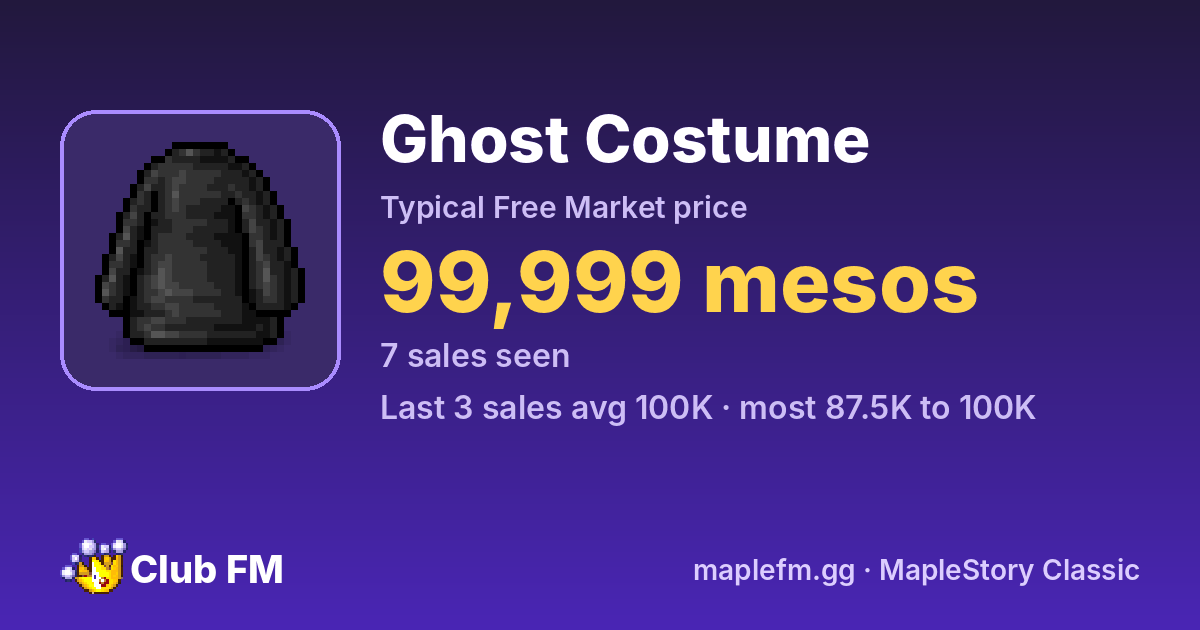 Ghost Costume
Typical Free Market price
99,999 mesos
7 sales seen
Last 3 sales avg 100K · most 87.5K to 100K
Club FM
maplefm.gg · MapleStory Classic